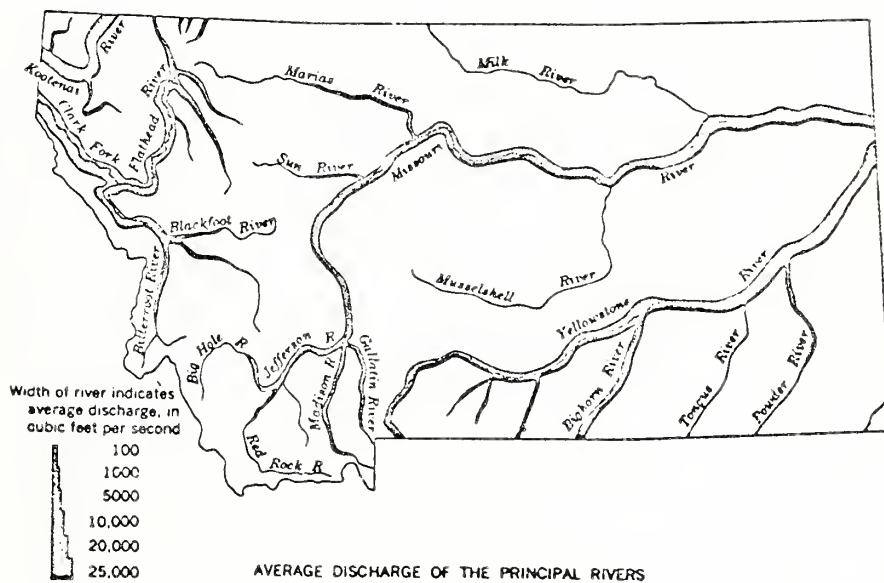 River
Kootenai
River
Clark
Fork
Flathead
Marias
River
Milk
River
Sun River
Missouri
River
Blackfoot River
Bitterroot River
Musselshell
River
Yellowstone
River
Big Hole R
Jefferson R
Madison R
Gallatin River
Red Rock R
Bighorn River
Tongue River
Powder River
Width of river indicates
average discharge, in
cubic feet per second
100
1000
5000
10,000
20,000
25,000
AVERAGE DISCHARGE OF THE PRINCIPAL RIVERS